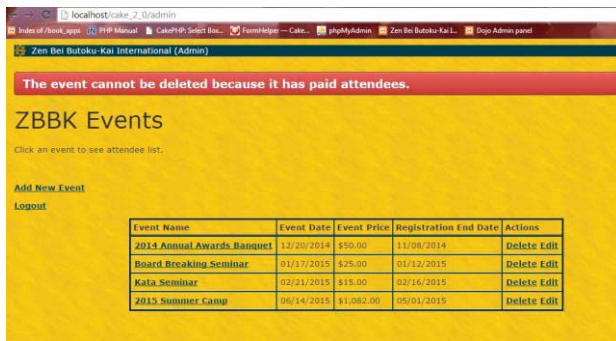 localhost/cake_2_0/admin
Index of /book_apps PHP Manual CakePHP: Select Box... FormHelper — Cake... phpMyAdmin Zen Bei Butoku-Kai I... Dojo Admin panel
Zen Bei Butoku-Kai International (Admin)
The event cannot be deleted because it has paid attendees.
ZBBK Events
Click an event to see attendee list.
Add New Event
Logout
Event Name Event Date Event Price Registration End Date Actions
2014 Annual Awards Banquet 12/20/2014 $50.00 11/08/2014 Delete Edit
Board Breaking Seminar 01/17/2015 $25.00 01/12/2015 Delete Edit
Kata Seminar 02/21/2015 $15.00 02/16/2015 Delete Edit
2015 Summer Camp 06/14/2015 $1,082.00 05/01/2015 Delete Edit